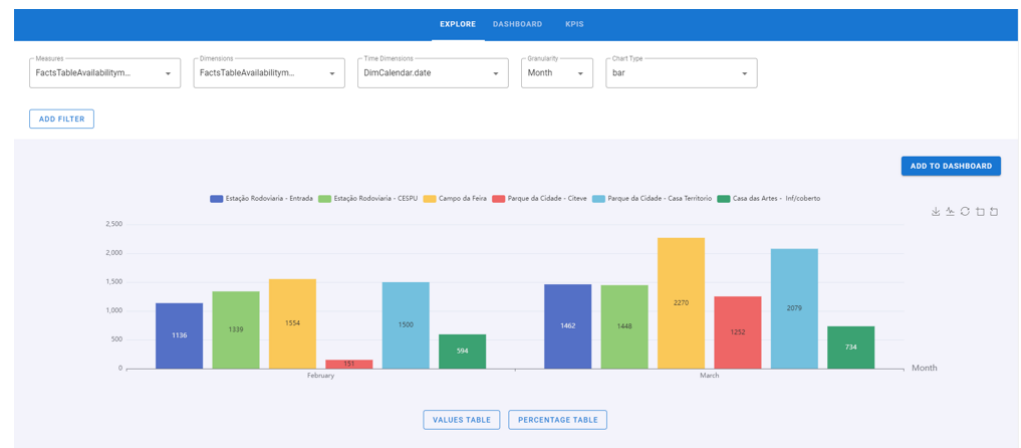 EXPLORE DASHBOARD KPIS
Measures Dimensions Time Dimensions Granularity Chart Type
FactsTableAvailabilitym... FactsTableAvailabilitym... DimCalendar.date Month bar
ADD FILTER
ADD TO DASHBOARD
Estação Rodoviaria - Entrada Estação Rodoviaria - CESPU Campo da Feira Parque da Cidade - Citeve Parque da Cidade - Casa Territorio Casa das Artes - Inf/coberto
2,500
2,000
1,500
1,000
500
0
1136 1339 1554 151 1500 594
1462 1448 2270 1252 2079 734
February March Month
VALUES TABLE PERCENTAGE TABLE